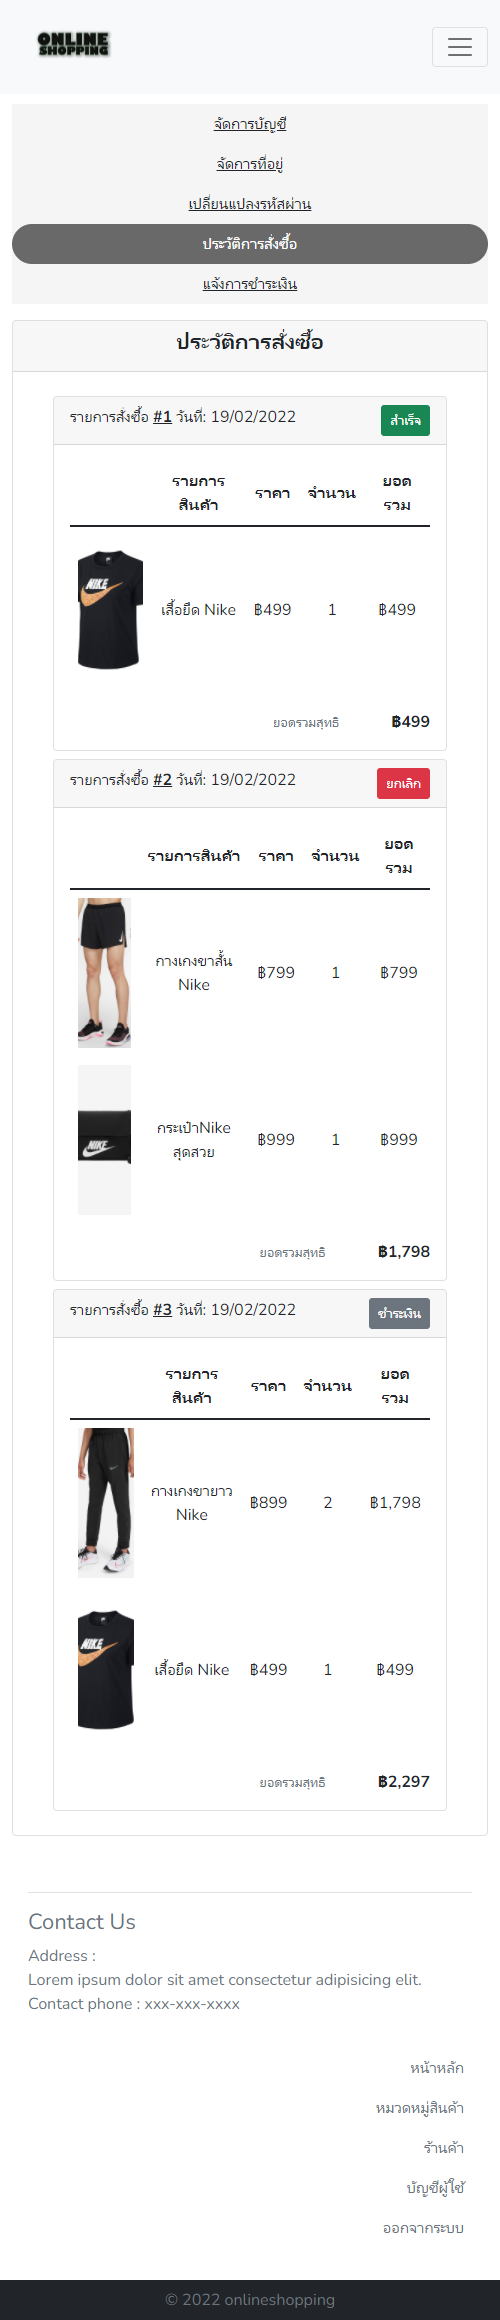 ONLINE
SHOPPING
จัดการบัญชี
จัดการที่อยู่
เปลี่ยนแปลงรหัสผ่าน
ประวัติการสั่งซื้อ
แจ้งการชำระเงิน
ประวัติการสั่งซื้อ
รายการสั่งซื้อ #1 วันที่: 19/02/2022 สำเร็จ
รายการ
สินค้า ราคา จำนวน ยอด
รวม
NIKE
เสื้อยืด Nike ฿499 1 ฿499
ยอดรวมสุทธิ ฿499
รายการสั่งซื้อ #2 วันที่: 19/02/2022 ยกเลิก
รายการสินค้า ราคา จำนวน ยอด
รวม
กางเกงขาสั้น
Nike ฿799 1 ฿799
NIKE
กระเป๋าNike
สุดสวย ฿999 1 ฿999
ยอดรวมสุทธิ ฿1,798
รายการสั่งซื้อ #3 วันที่: 19/02/2022 ชำระเงิน
รายการ
สินค้า ราคา จำนวน ยอด
รวม
กางเกงขายาว
Nike ฿899 2 ฿1,798
NIKE
เสื้อยืด Nike ฿499 1 ฿499
ยอดรวมสุทธิ ฿2,297
Contact Us
Address :
Lorem ipsum dolor sit amet consectetur adipisicing elit.
Contact phone : xxx-xxx-xxxx
หน้าหลัก
หมวดหมู่สินค้า
ร้านค้า
บัญชีผู้ใช้
ออกจากระบบ
© 2022 onlineshopping